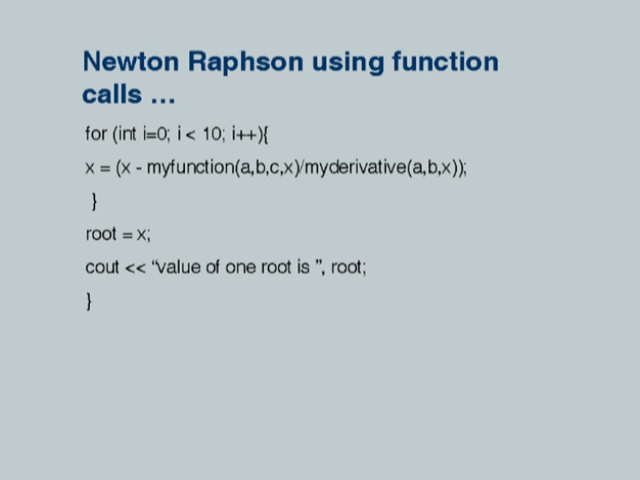 Newton Raphson using function
calls ...
for (int i=0; i < 10; i++){
x = (x - myfunction(a,b,c,x)/myderivative(a,b,x));
}
root = x;
cout << “value of one root is ”, root;
}